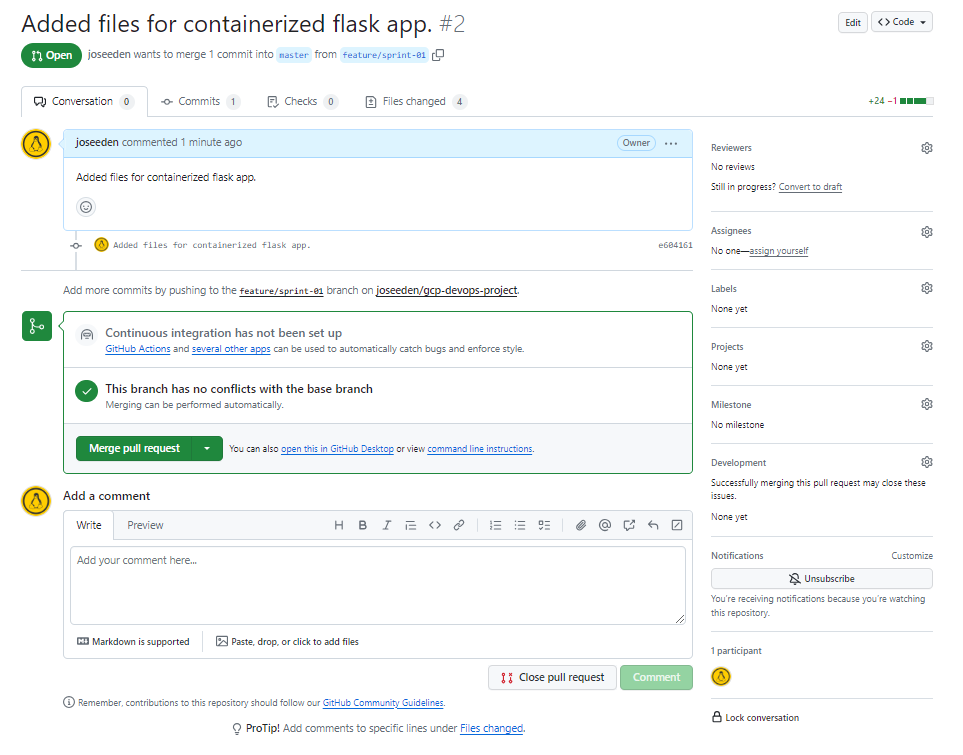 Added files for containerized flask app. #2
Edit
<> Code
Open
joseeden wants to merge 1 commit into master from feature/sprint-01
Conversation 0
Commits 1
Checks 0
Files changed 4
+24 −1
joseeden commented 1 minute ago
Owner
Added files for containerized flask app.
Added files for containerized flask app.
e604161
Add more commits by pushing to the feature/sprint-01 branch on joseeden/gcp-devops-project.
Continuous integration has not been set up
GitHub Actions and several other apps can be used to automatically catch bugs and enforce style.
This branch has no conflicts with the base branch
Merging can be performed automatically.
Merge pull request
You can also open this in GitHub Desktop or view command line instructions.
Add a comment
Write
Preview
Add your comment here...
Markdown is supported
Paste, drop, or click to add files
Close pull request
Comment
Remember, contributions to this repository should follow our GitHub Community Guidelines.
ProTip! Add comments to specific lines under Files changed.
Reviewers
No reviews
Still in progress? Convert to draft
Assignees
No one—assign yourself
Labels
None yet
Projects
None yet
Milestone
No milestone
Development
Successfully merging this pull request may close these
issues.
None yet
Notifications
Customize
Unsubscribe
You're receiving notifications because you're watching
this repository.
1 participant
Lock conversation